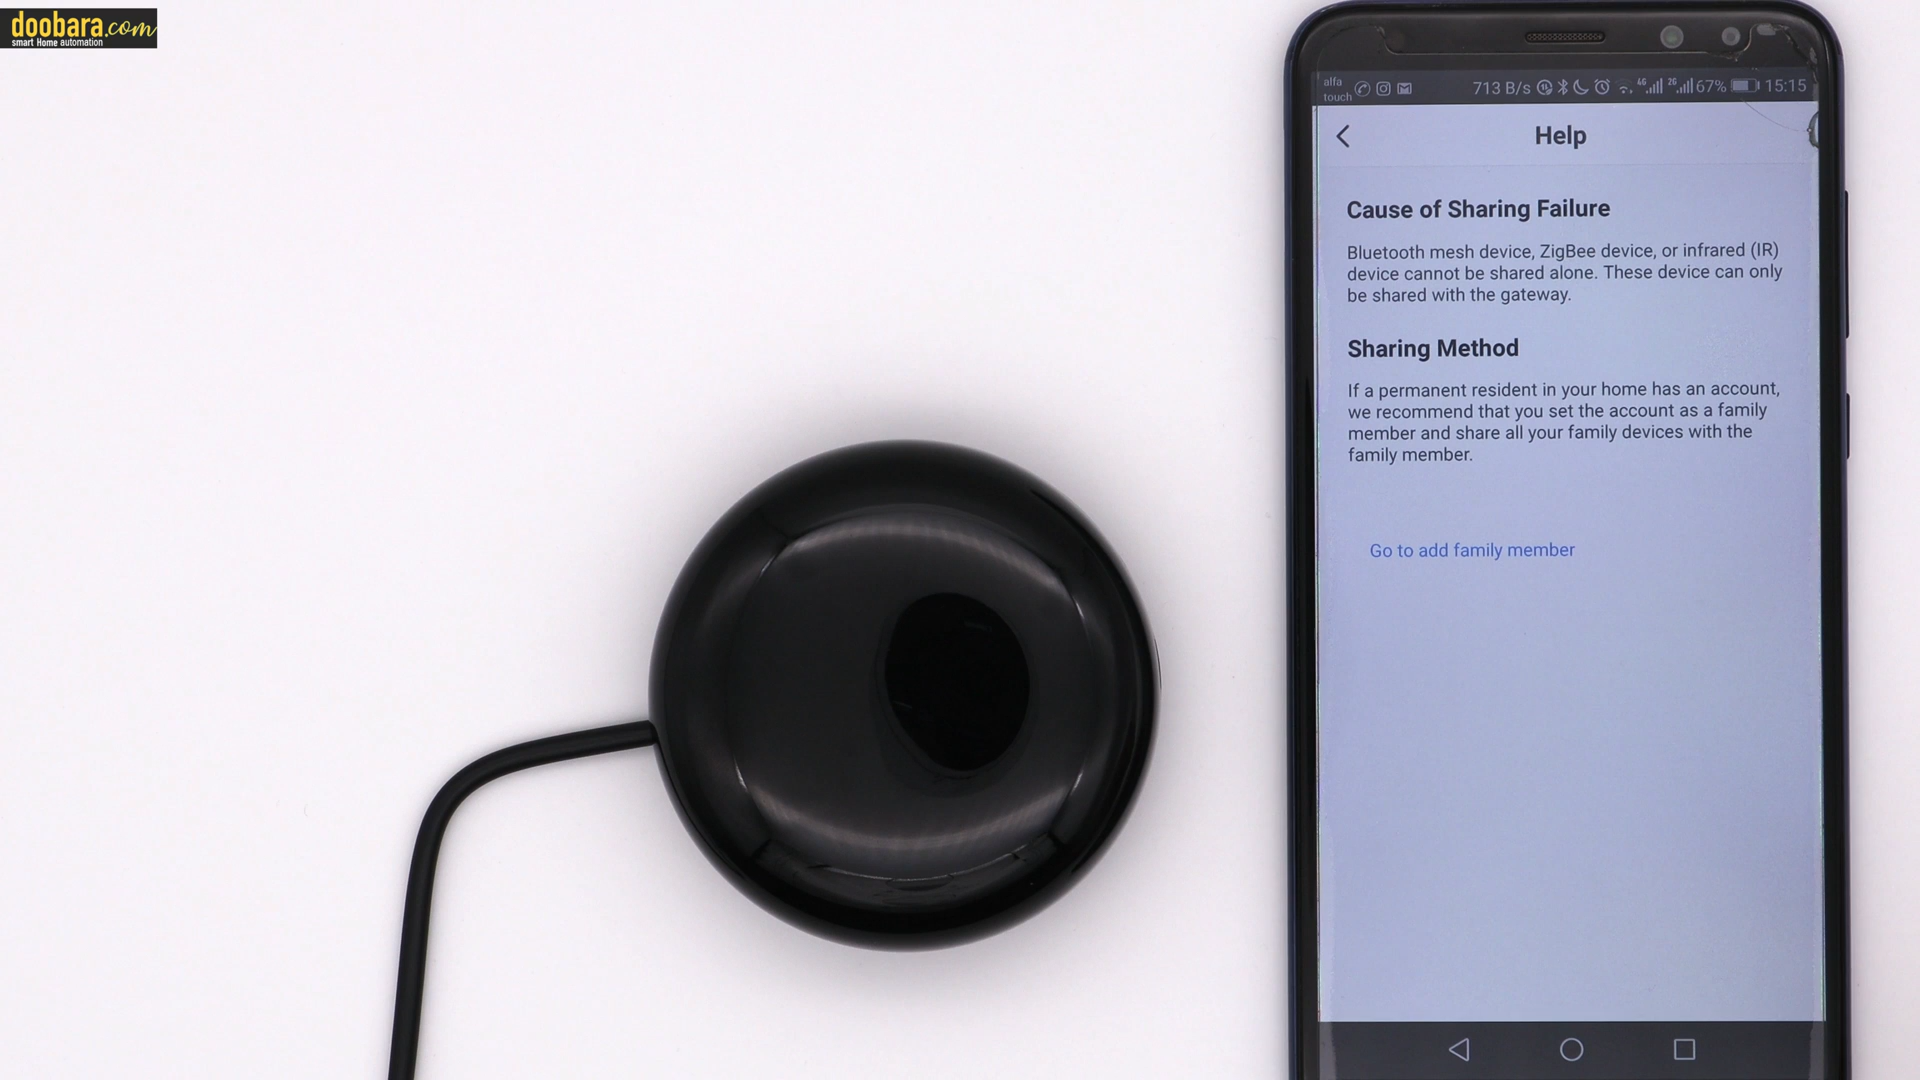 doobara.com
smart Home automation
alfa
touch
713 B/s 4G 2G 67% 15:15
Help
Cause of Sharing Failure
Bluetooth mesh device, ZigBee device, or infrared (IR)
device cannot be shared alone. These device can only
be shared with the gateway.
Sharing Method
If a permanent resident in your home has an account,
we recommend that you set the account as a family
member and share all your family devices with the
family member.
Go to add family member